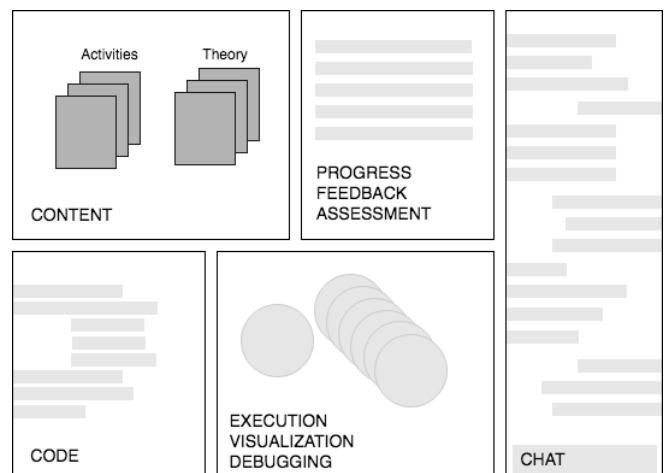 Activities
Theory
CONTENT
PROGRESS
FEEDBACK
ASSESSMENT
CODE
EXECUTION
VISUALIZATION
DEBUGGING
CHAT